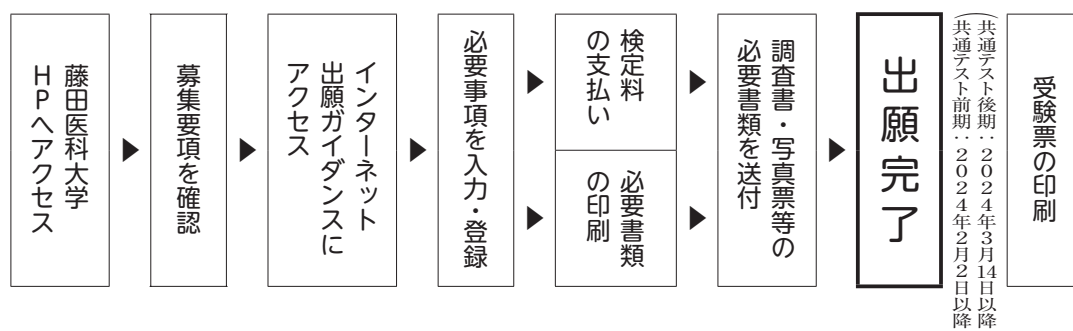 藤田医科大学
HPへアクセス
▶
募集要項を確認
▶
インターネット
出願ガイダンスに
アクセス
▶
必要事項を入力・登録
▶
検定料
の支払い
▶
必要書類
の印刷
▶
調査書・写真票等の
必要書類を送付
▶
出願完了
(共通テスト後期:2024年3月14日以降
共通テスト前期:2024年2月2日以降
受験票の印刷